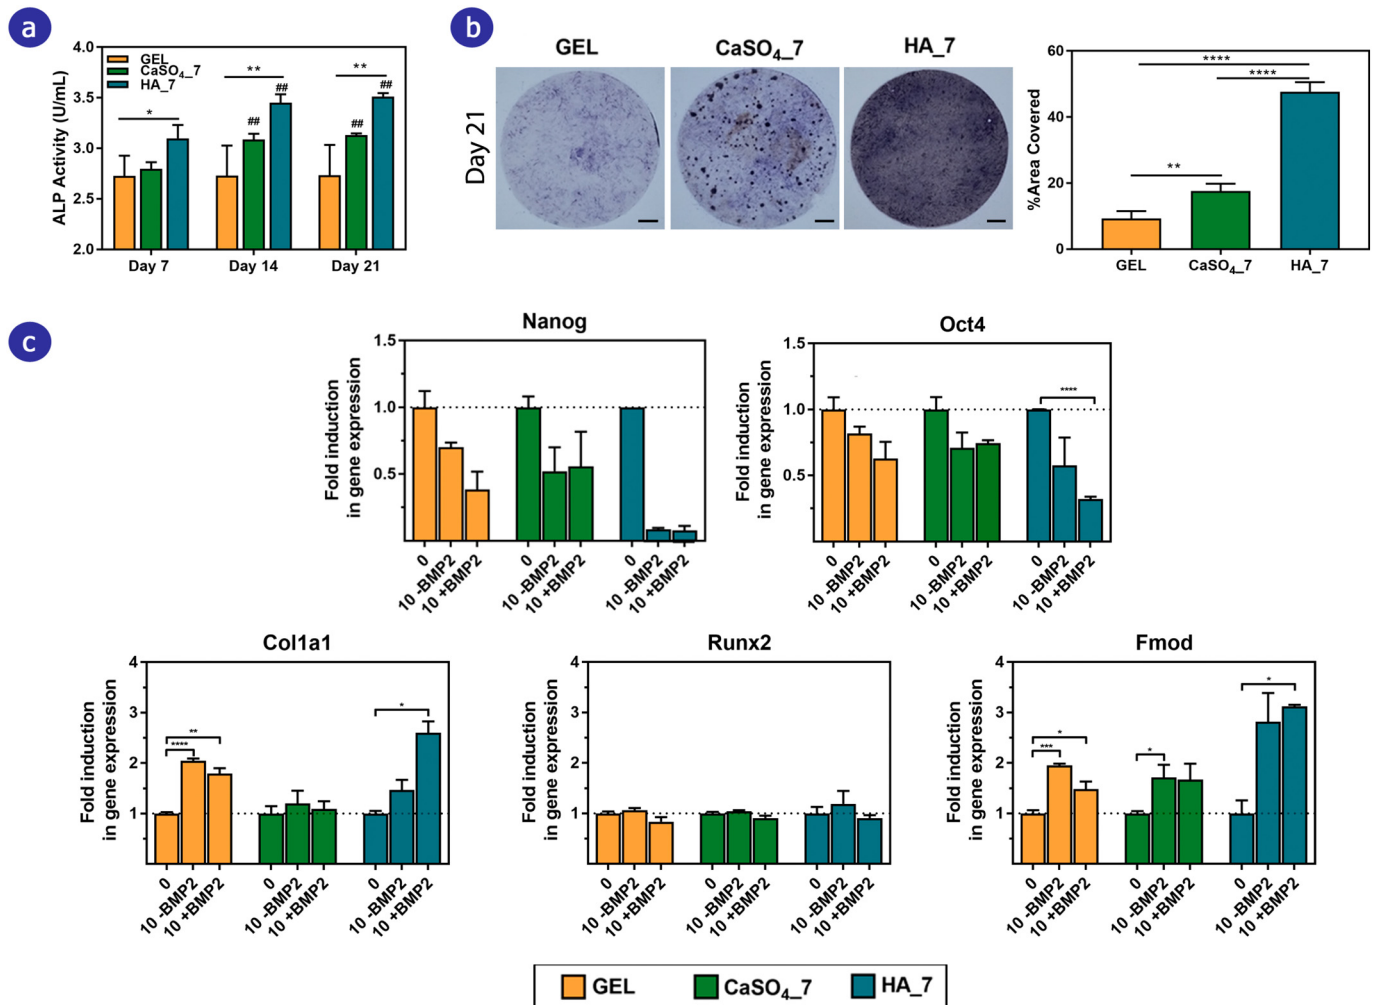 a
4.0
3.5
3.0
2.5
2.0
ALP Activity (U/mL)
GEL
CaSO4_7
HA_7
*
**
**
##
##
##
##
Day 7
Day 14
Day 21
b
GEL
CaSO4_7
HA_7
Day 21
60
40
20
0
%Area Covered
****
****
**
GEL
CaSO4_7
HA_7
c
Nanog
Fold induction
in gene expression
1.5
1.0
0.5
0
10 -BMP2
10 +BMP2
0
10 -BMP2
10 +BMP2
0
10 -BMP2
10 +BMP2
Oct4
Fold induction
in gene expression
1.5
1.0
0.5
****
0
10 -BMP2
10 +BMP2
0
10 -BMP2
10 +BMP2
0
10 -BMP2
10 +BMP2
Col1a1
Fold induction
in gene expression
4
3
2
1
**
****
*
0
10 -BMP2
10 +BMP2
0
10 -BMP2
10 +BMP2
0
10 -BMP2
10 +BMP2
Runx2
Fold induction
in gene expression
4
3
2
1
0
10 -BMP2
10 +BMP2
0
10 -BMP2
10 +BMP2
0
10 -BMP2
10 +BMP2
Fmod
Fold induction
in gene expression
4
3
2
1
*
***
*
*
0
10 -BMP2
10 +BMP2
0
10 -BMP2
10 +BMP2
0
10 -BMP2
10 +BMP2
GEL
CaSO4_7
HA_7